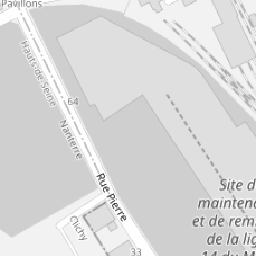 Pavillons
Hauts-de-Seine
64
Nanterre
Rue Pierre
Clichy
33
Site d
maintenan
et de rem
de la lig
14 du M